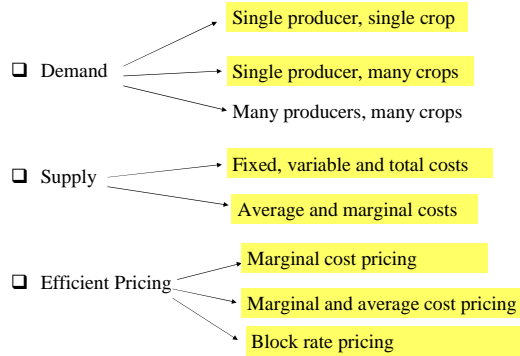 Single producer, single crop
❑ Demand
Single producer, many crops
Many producers, many crops
Fixed, variable and total costs
❑ Supply
Average and marginal costs
Marginal cost pricing
❑ Efficient Pricing
Marginal and average cost pricing
Block rate pricing